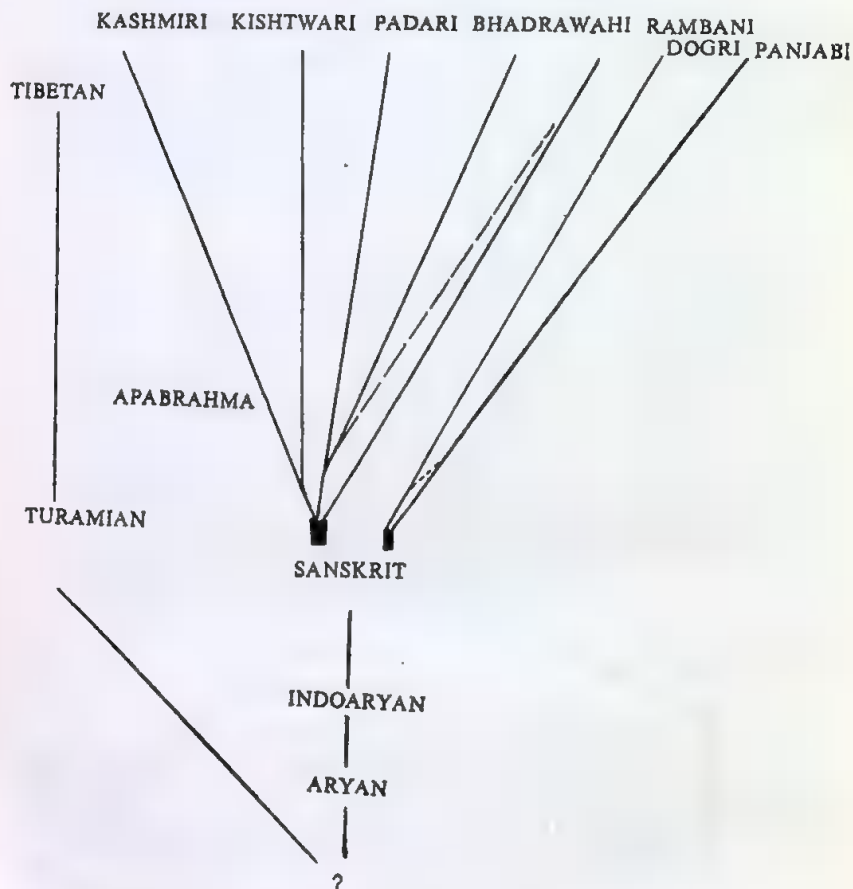 KASHMIRI KISHTWARI PADARI BHADRAWAHI RAMBANI
DOGRI PANJABI
TIBETAN
APABRAHMA
TURAMIAN
SANSKRIT
INDOARYAN
ARYAN
?